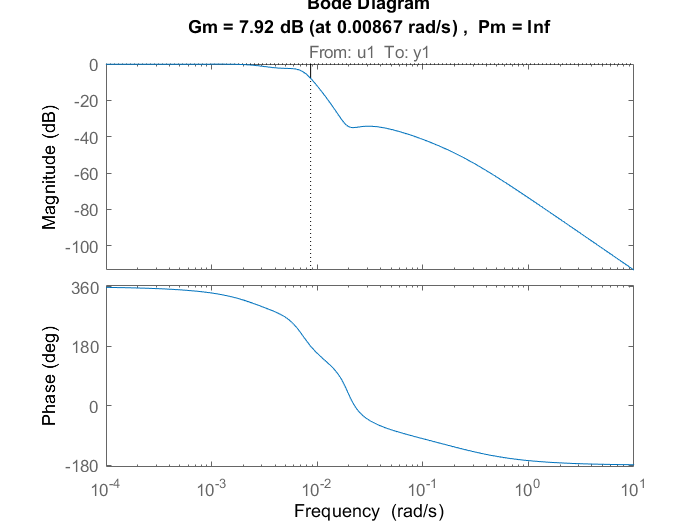 Bode Diagram
Gm = 7.92 dB (at 0.00867 rad/s) , Pm = Inf
From: u1 To: y1
Magnitude (dB)
0
-20
-40
-60
-80
-100
Phase (deg)
360
180
0
-180
10^-4 10^-3 10^-2 10^-1 10^0 10^1
Frequency (rad/s)